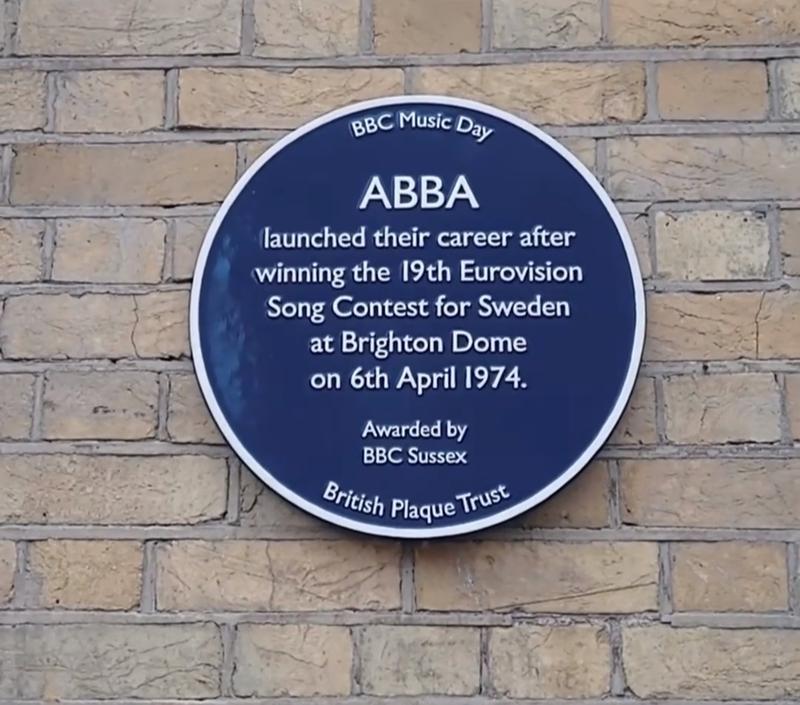 BBC Music Day
ABBA
launched their career after
winning the 19th Eurovision
Song Contest for Sweden
at Brighton Dome
on 6th April 1974.
Awarded by
BBC Sussex
British Plaque Trust